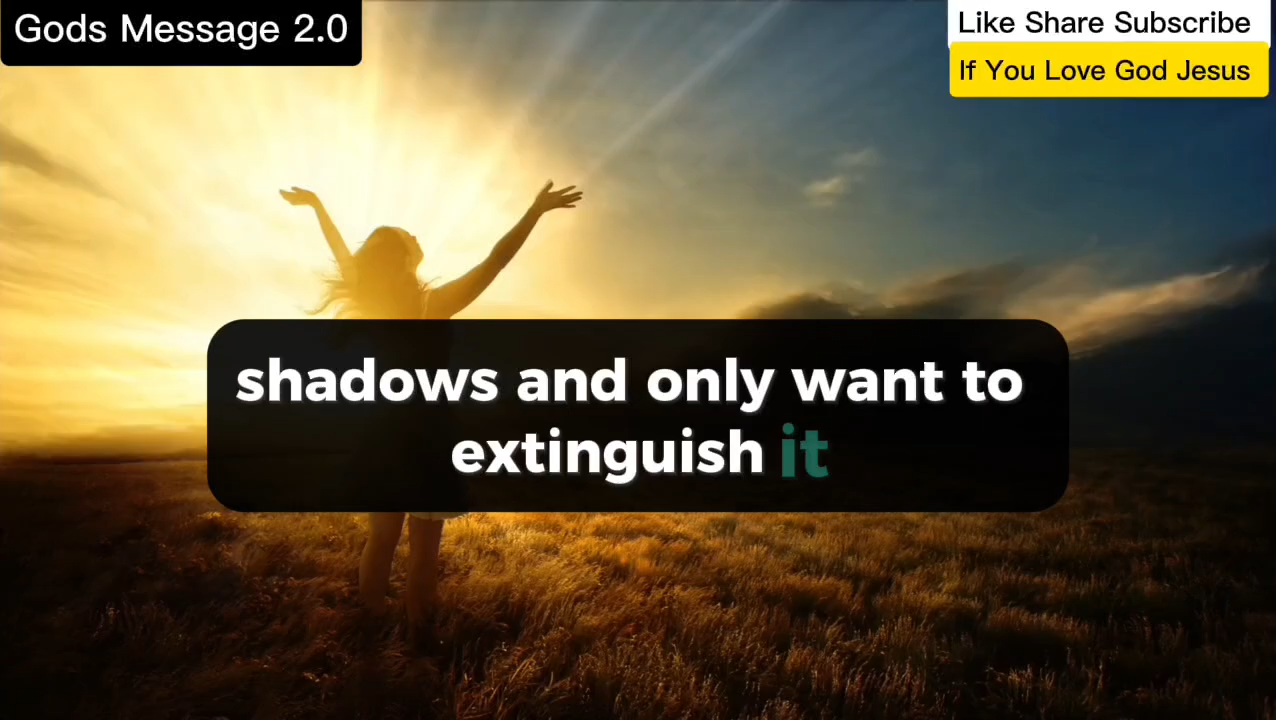 Gods Message 2.0
Like Share Subscribe
If You Love God Jesus
shadows and only want to
extinguish it